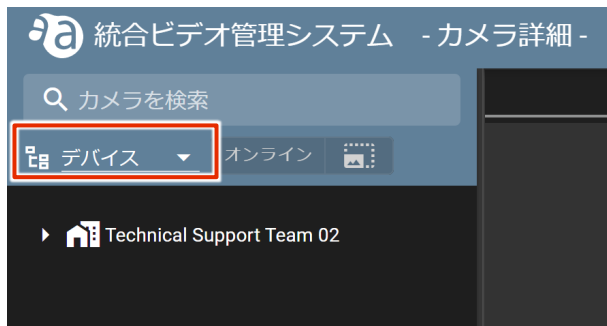 a 統合ビデオ管理システム - カメラ詳細 -
カメラを検索
デバイス オンライン
Technical Support Team 02